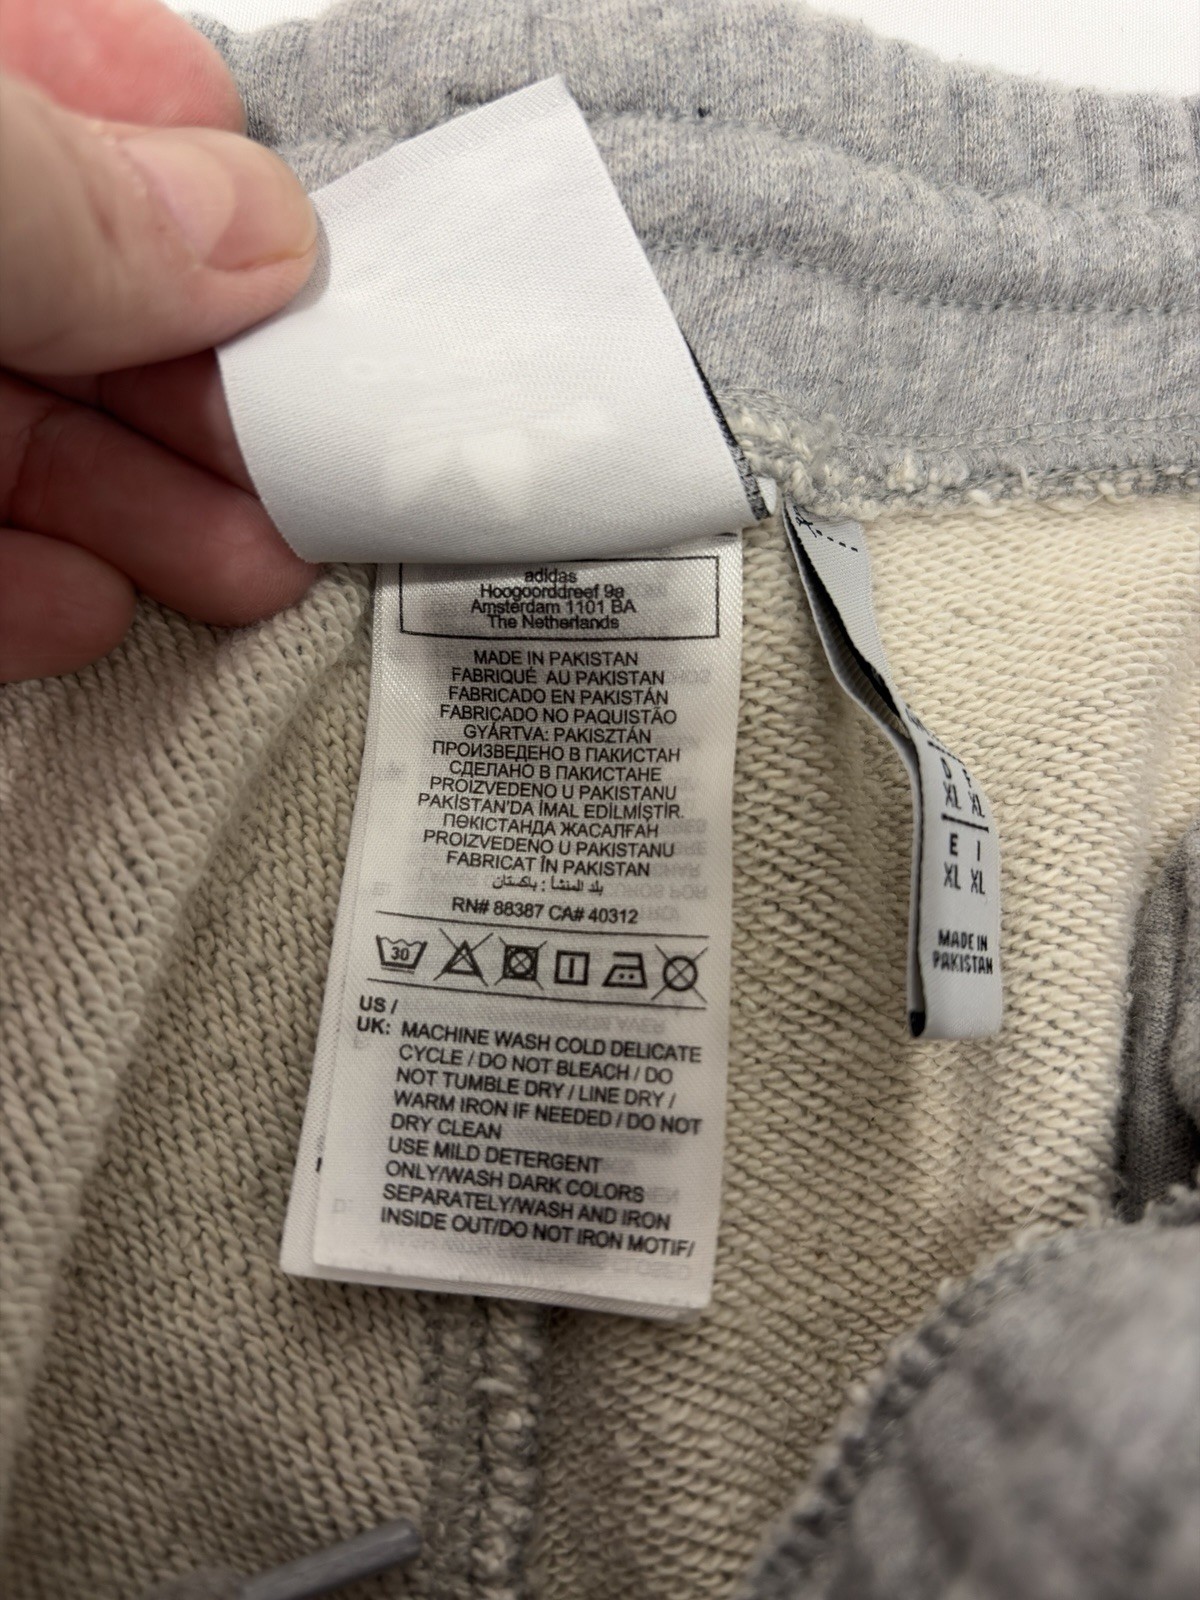 adidas
Hoogoorddreef 9a
Amsterdam 1101 BA
The Netherlands
MADE IN PAKISTAN
FABRIQUÉ AU PAKISTAN
FABRICADO EN PAKISTÁN
FABRICADO NO PAQUISTÃO
GYÁRTVA: PAKISZTÁN
ПРОИЗВЕДЕНО В ПАКИСТАН
СДЕЛАНО В ПАКИСТАНЕ
PROIZVEDENO U PAKISTANU
PAKİSTAN'DA İMAL EDİLMİŞTİR.
ПӘКІСТАНДА ЖАСАЛҒАН
PROIZVEDENO U PAKISTANU
FABRICAT ÎN PAKISTAN
بلد المنشأ : باكستان
RN# 88387 CA# 40312
30
US /
UK: MACHINE WASH COLD DELICATE
CYCLE / DO NOT BLEACH / DO
NOT TUMBLE DRY / LINE DRY /
WARM IRON IF NEEDED / DO NOT
DRY CLEAN
USE MILD DETERGENT
ONLY/WASH DARK COLORS
SEPARATELY/WASH AND IRON
INSIDE OUT/DO NOT IRON MOTIF/
D F
XL XL
E I
XL XL
MADE IN
PAKISTAN